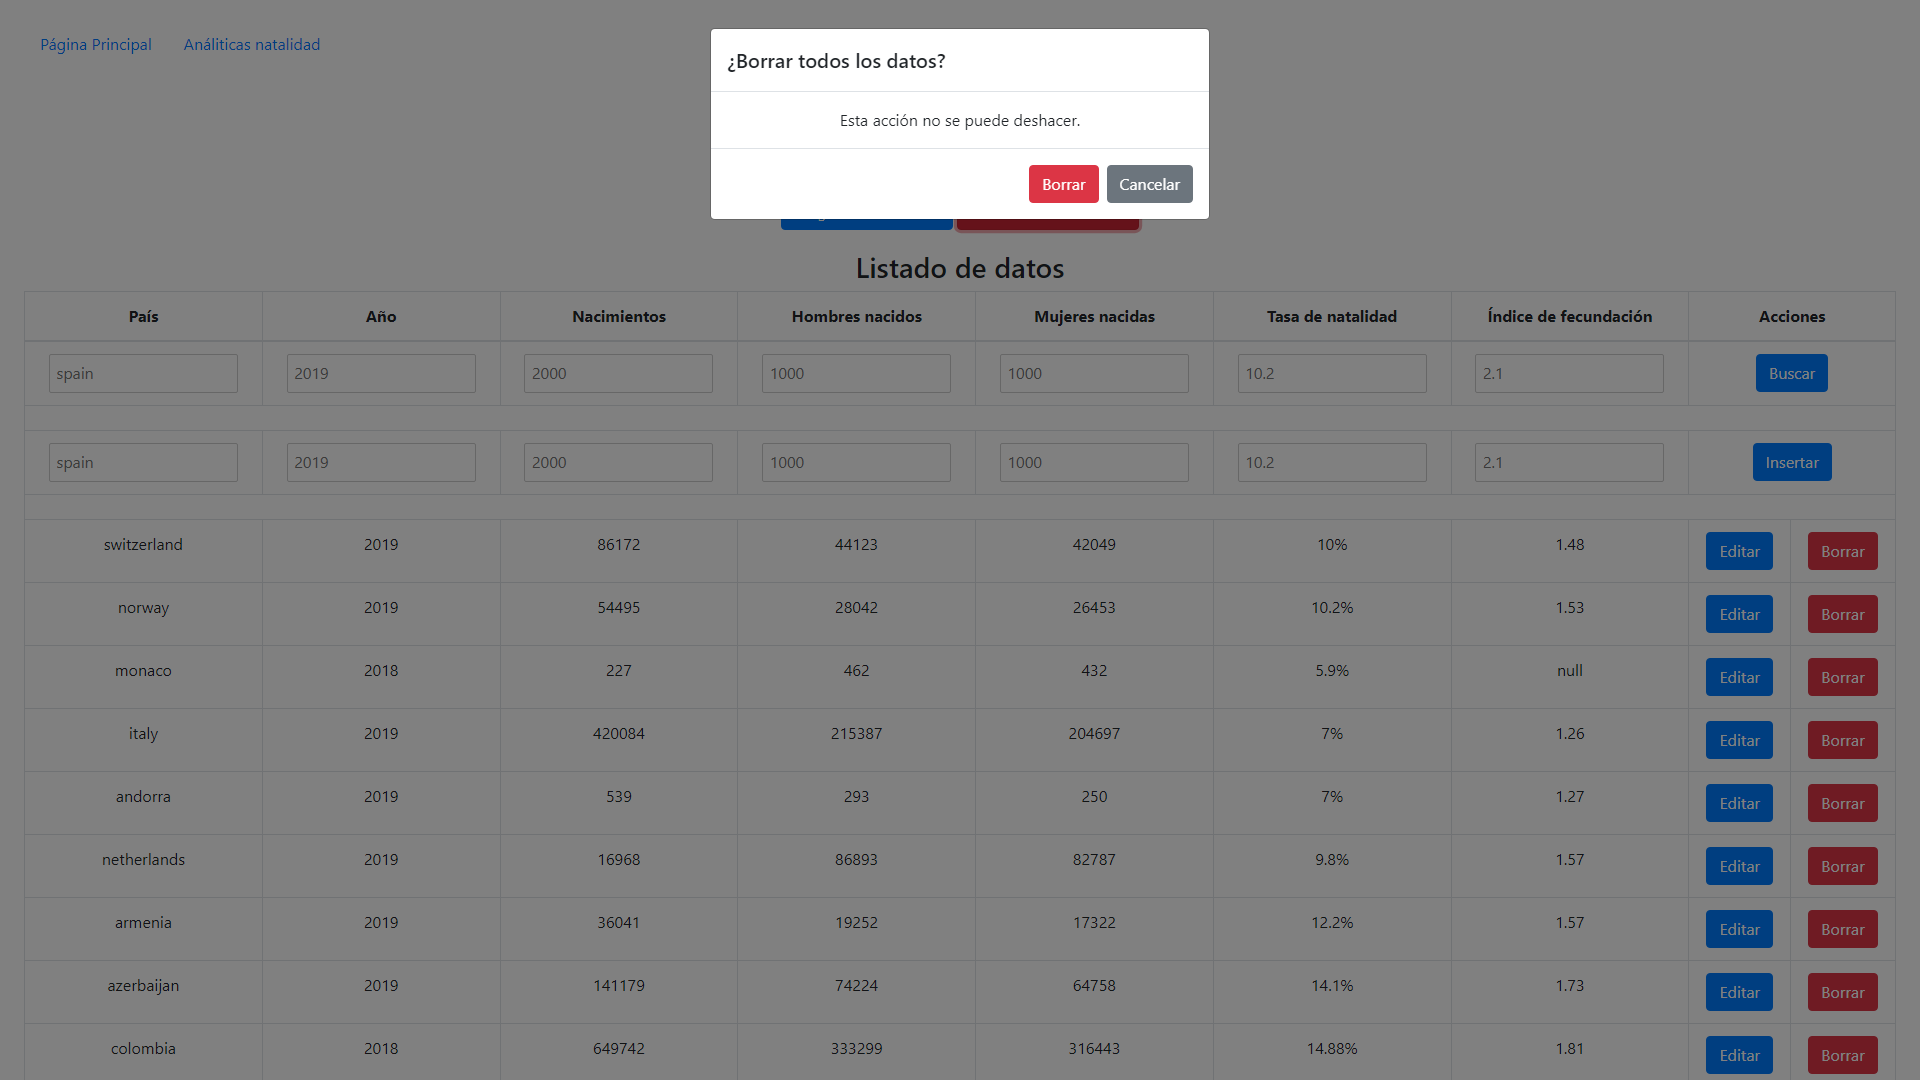 Página Principal Análiticas natalidad
¿Borrar todos los datos?
Esta acción no se puede deshacer.
Borrar Cancelar
Listado de datos
País Año Nacimientos Hombres nacidos Mujeres nacidas Tasa de natalidad Índice de fecundación Acciones
spain 2019 2000 1000 1000 10.2 2.1 Buscar
spain 2019 2000 1000 1000 10.2 2.1 Insertar
switzerland 2019 86172 44123 42049 10% 1.48 Editar Borrar
norway 2019 54495 28042 26453 10.2% 1.53 Editar Borrar
monaco 2018 227 462 432 5.9% null Editar Borrar
italy 2019 420084 215387 204697 7% 1.26 Editar Borrar
andorra 2019 539 293 250 7% 1.27 Editar Borrar
netherlands 2019 16968 86893 82787 9.8% 1.57 Editar Borrar
armenia 2019 36041 19252 17322 12.2% 1.57 Editar Borrar
azerbaijan 2019 141179 74224 64758 14.1% 1.73 Editar Borrar
colombia 2018 649742 333299 316443 14.88% 1.81 Editar Borrar